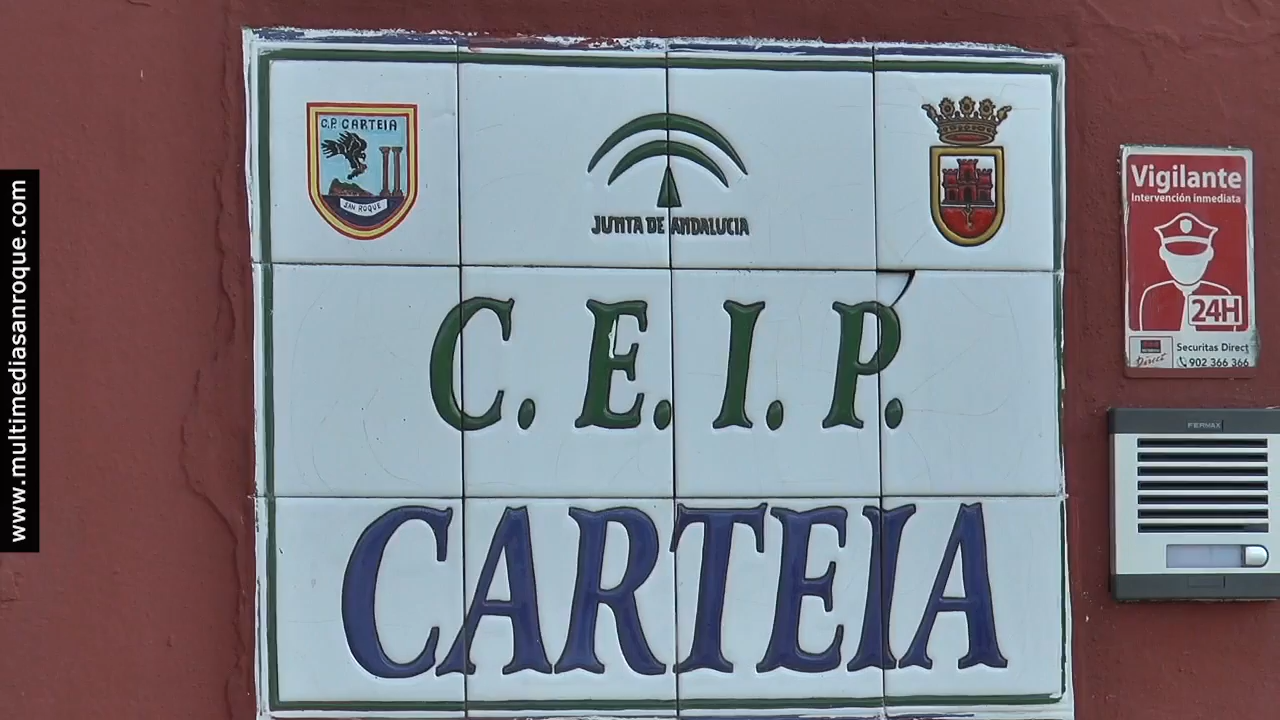 www.multimediasanroque.com
C.P. CARTEIA
SAN ROQUE
JUNTA DE ANDALUCIA
C. E. I. P.
CARTEIA
Vigilante
Intervención inmediata
24H
Securitas Direct
902 366 366
FERMAX